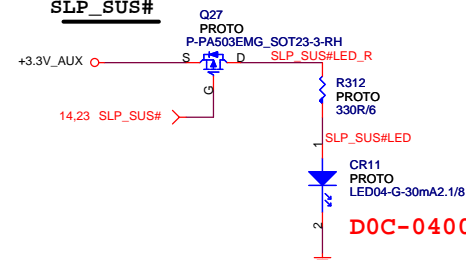 SLP_SUS#
Q27
PROTO
P-PA503EMG_SOT23-3-RH
+3.3V_AUX
S
D
SLP_SUS#LED_R
G
R312
PROTO
330R/6
14,23 SLP_SUS#
1
SLP_SUS#LED
CR11
PROTO
LED04-G-30mA2.1/8
2
D0C-0400